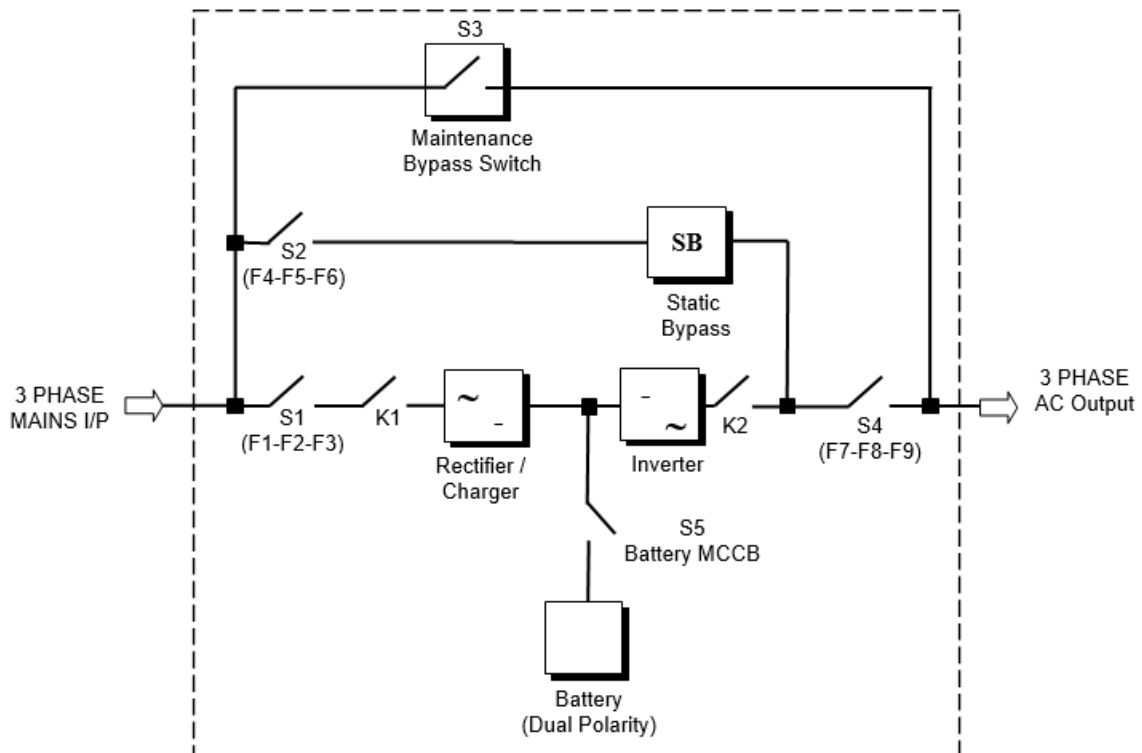 S3
Maintenance
Bypass Switch
S2
(F4-F5-F6)
SB
Static
Bypass
3 PHASE
MAINS I/P
S1
(F1-F2-F3)
K1
~
-
Rectifier /
Charger
-
~
Inverter
K2
S4
(F7-F8-F9)
3 PHASE
AC Output
S5
Battery MCCB
Battery
(Dual Polarity)